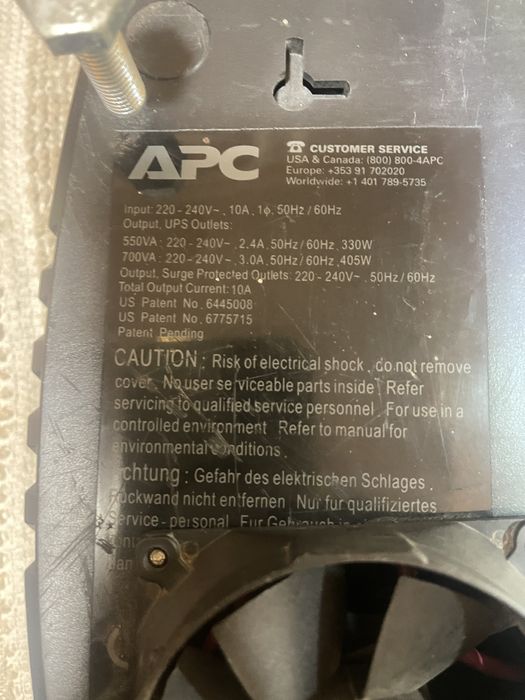 APC
CUSTOMER SERVICE
USA & Canada: (800) 800-4APC
Europe: +353 91 702020
Worldwide: +1 401 789-5735
Input: 220 - 240V~, 10A, 1ϕ, 50Hz / 60Hz
Output, UPS Outlets:
550VA : 220 - 240V~, 2.4A, 50Hz / 60Hz, 330W
700VA : 220 - 240V~, 3.0A, 50Hz / 60Hz, 405W
Output, Surge Protected Outlets: 220 - 240V~, 50Hz / 60Hz
Total Output Current: 10A
US Patent No. 6445008
US Patent No. 6775715
Patent Pending
CAUTION : Risk of electrical shock, do not remove
cover. No user serviceable parts inside. Refer
servicing to qualified service personnel. For use in a
controlled environment. Refer to manual for
environmental conditions.
chtung : Gefahr des elektrischen Schlages.
Rückwand nicht entfernen. Nur fur qualifiziertes
Service - personal. Fur Gebrauch in